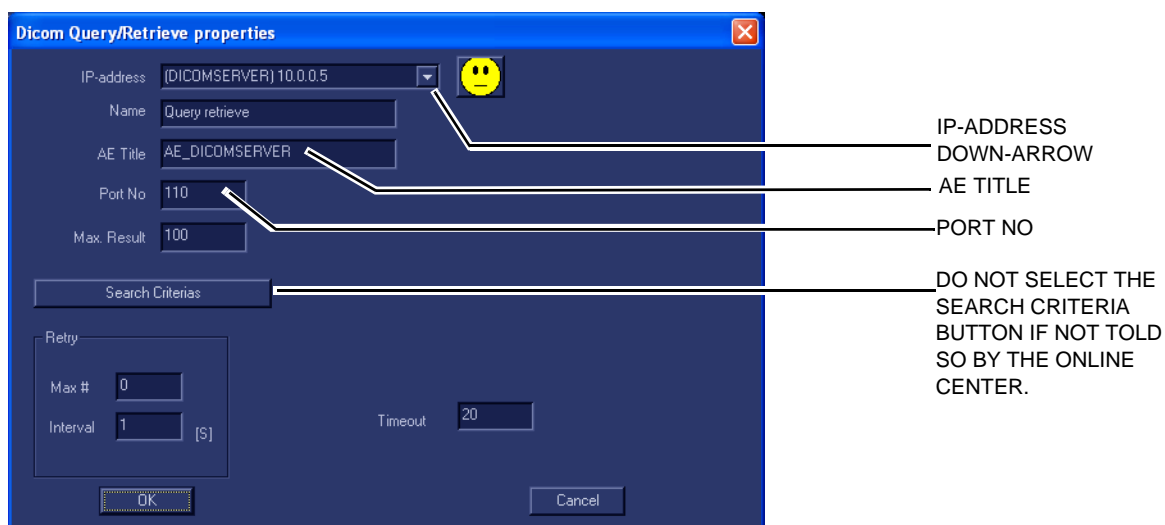 Dicom Query/Retrieve properties
IP-address (DICOMSERVER) 10.0.0.5
Name Query retrieve
AE Title AE_DICOMSERVER
Port No 110
Max. Result 100
Search Criterias
Retry
Max # 0
Interval 1 [S]
Timeout 20
OK Cancel
IP-ADDRESS
DOWN-ARROW
AE TITLE
PORT NO
DO NOT SELECT THE
SEARCH CRITERIA
BUTTON IF NOT TOLD
SO BY THE ONLINE
CENTER.